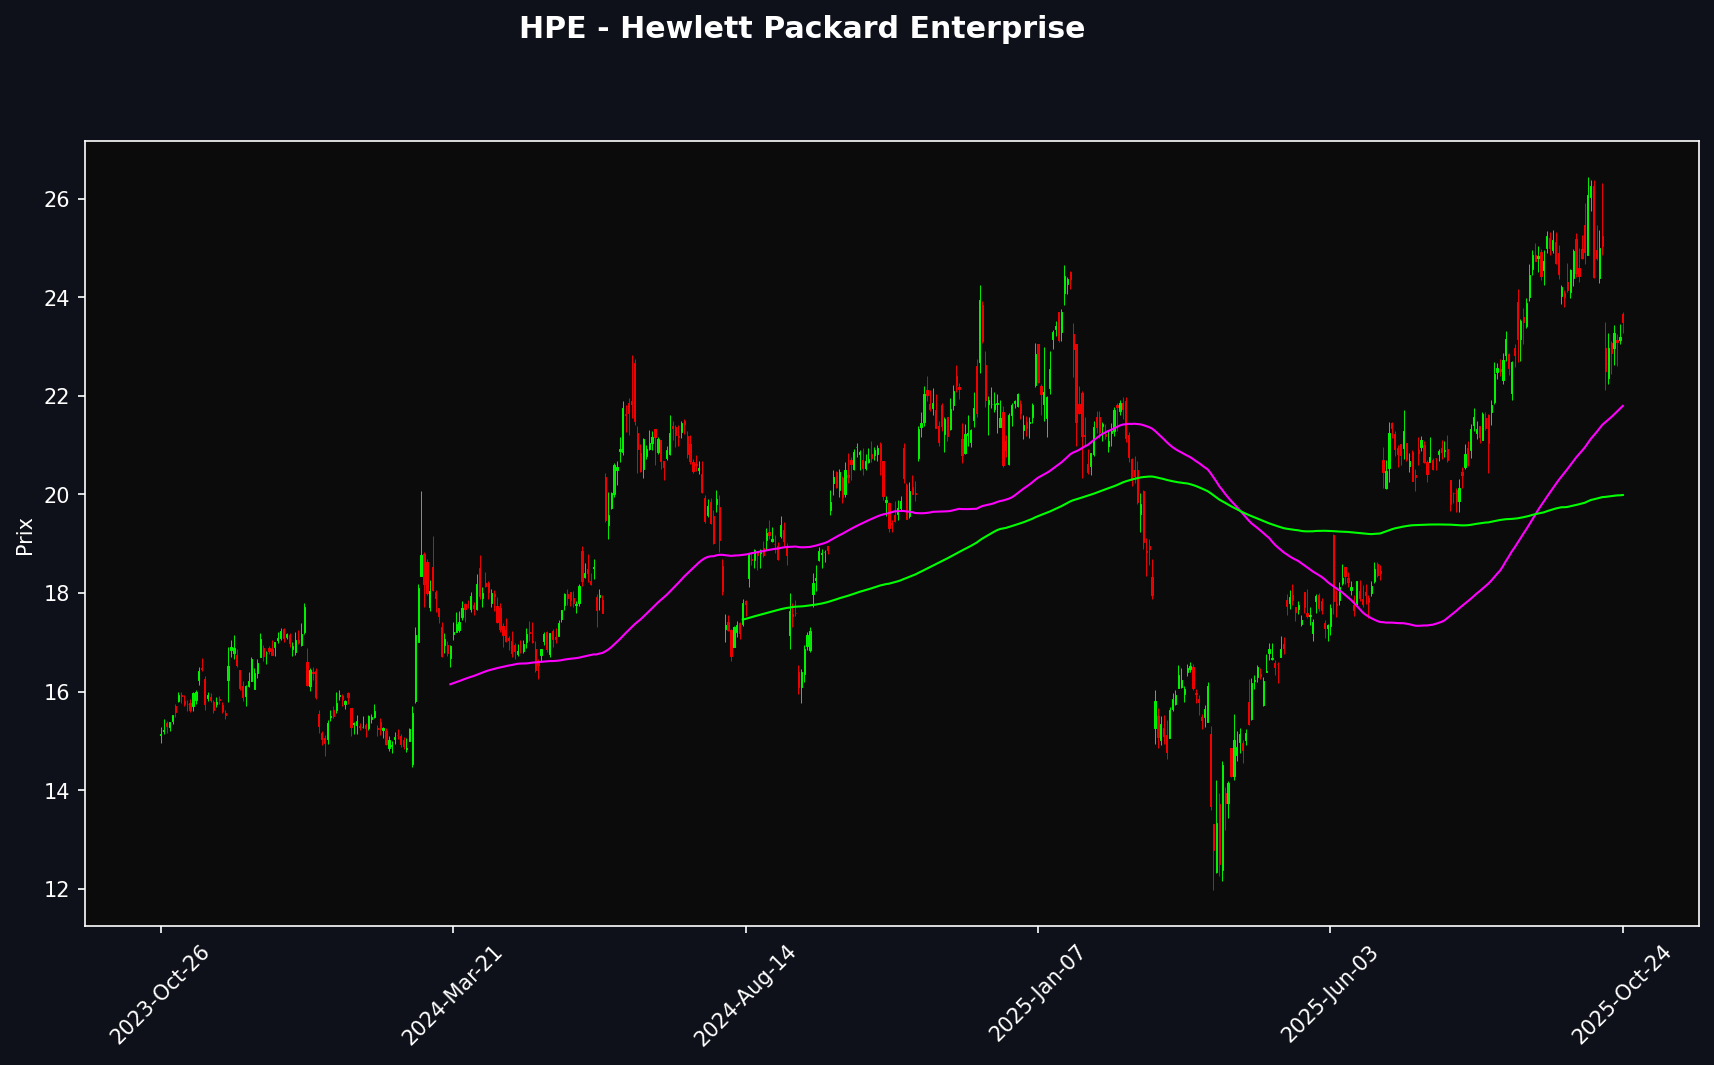 HPE - Hewlett Packard Enterprise
Prix
26
24
22
20
18
16
14
12
2023-Oct-26
2024-Mar-21
2024-Aug-14
2025-Jan-07
2025-Jun-03
2025-Oct-24